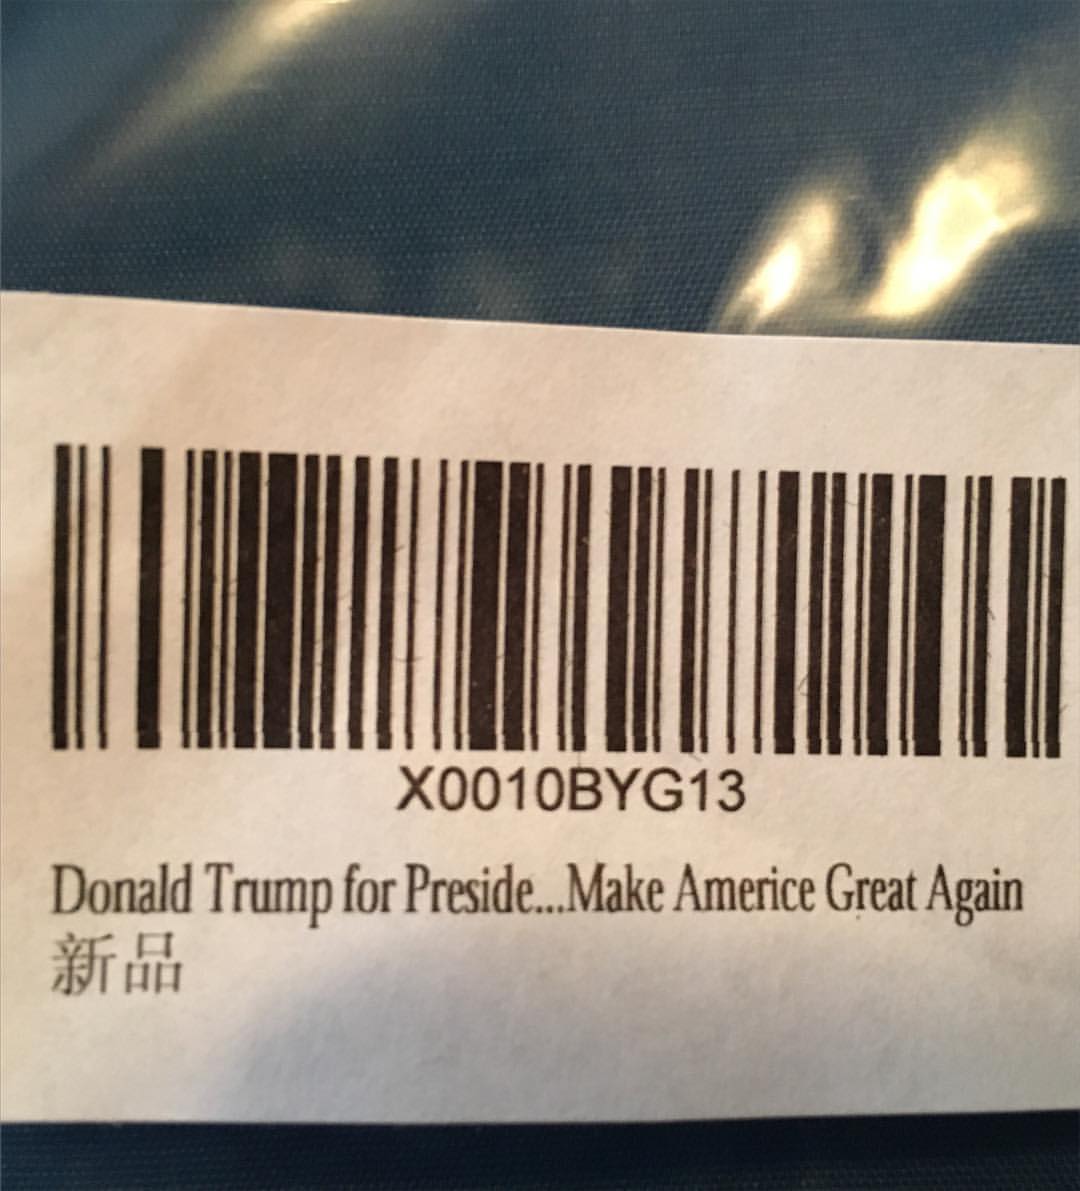 X0010BYG13
Donald Trump for Preside...Make Americe Great Again
新品